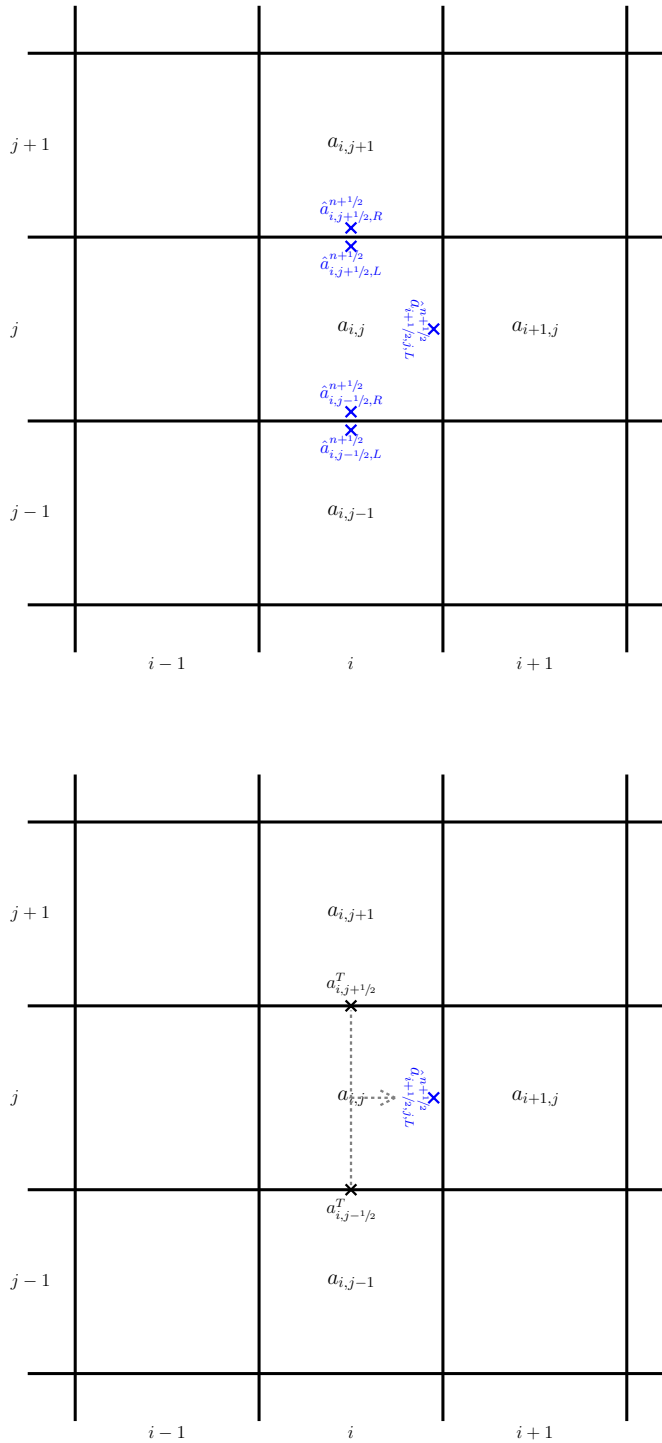 j + 1
a_{i,j+1}
â^{n+1/2}_{i,j+1/2,R}
â^{n+1/2}_{i,j+1/2,L}
j
a_{i,j}
â^{n+1/2}_{i+1/2,j,L}
a_{i+1,j}
â^{n+1/2}_{i,j−1/2,R}
â^{n+1/2}_{i,j−1/2,L}
j − 1
a_{i,j−1}
i − 1
i
i + 1
j + 1
a_{i,j+1}
a^{T}_{i,j+1/2}
j
a_{i,j}
â^{n+1/2}_{i+1/2,j,L}
a_{i+1,j}
a^{T}_{i,j−1/2}
j − 1
a_{i,j−1}
i − 1
i
i + 1